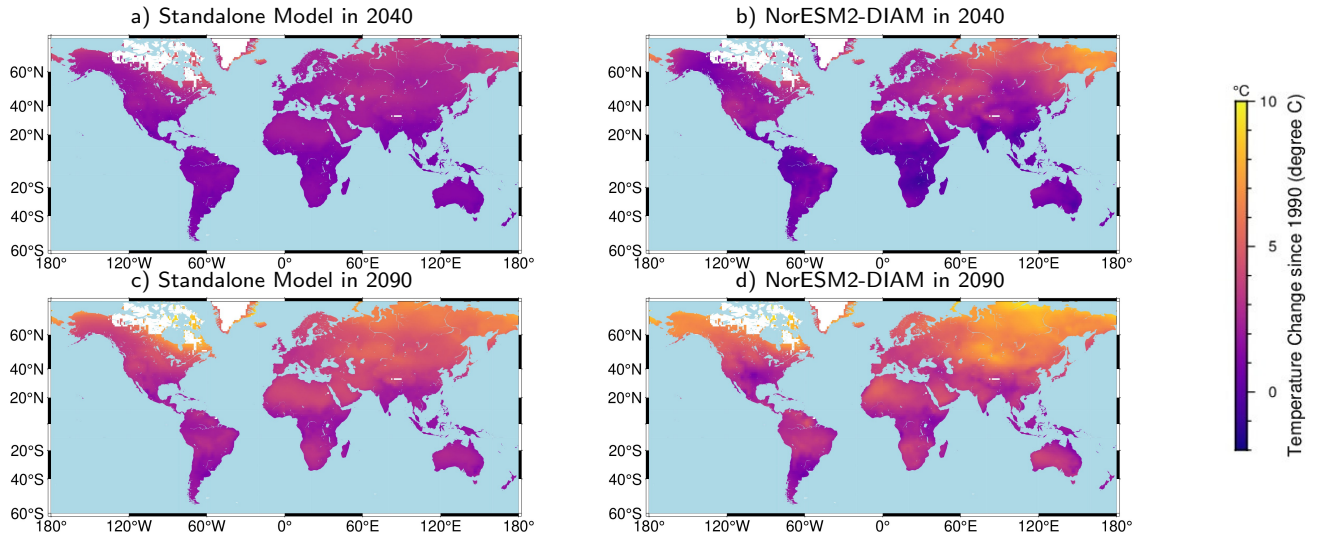 a) Standalone Model in 2040
b) NorESM2-DIAM in 2040
60°N
40°N
20°N
20°S
40°S
60°S
180° 120°W 60°W 0° 60°E 120°E 180°
60°N
40°N
20°N
20°S
40°S
60°S
180° 120°W 60°W 0° 60°E 120°E 180°
c) Standalone Model in 2090
d) NorESM2-DIAM in 2090
60°N
40°N
20°N
20°S
40°S
60°S
180° 120°W 60°W 0° 60°E 120°E 180°
60°N
40°N
20°N
20°S
40°S
60°S
180° 120°W 60°W 0° 60°E 120°E 180°
°C
10
5
0
Temperature Change since 1990 (degree C)